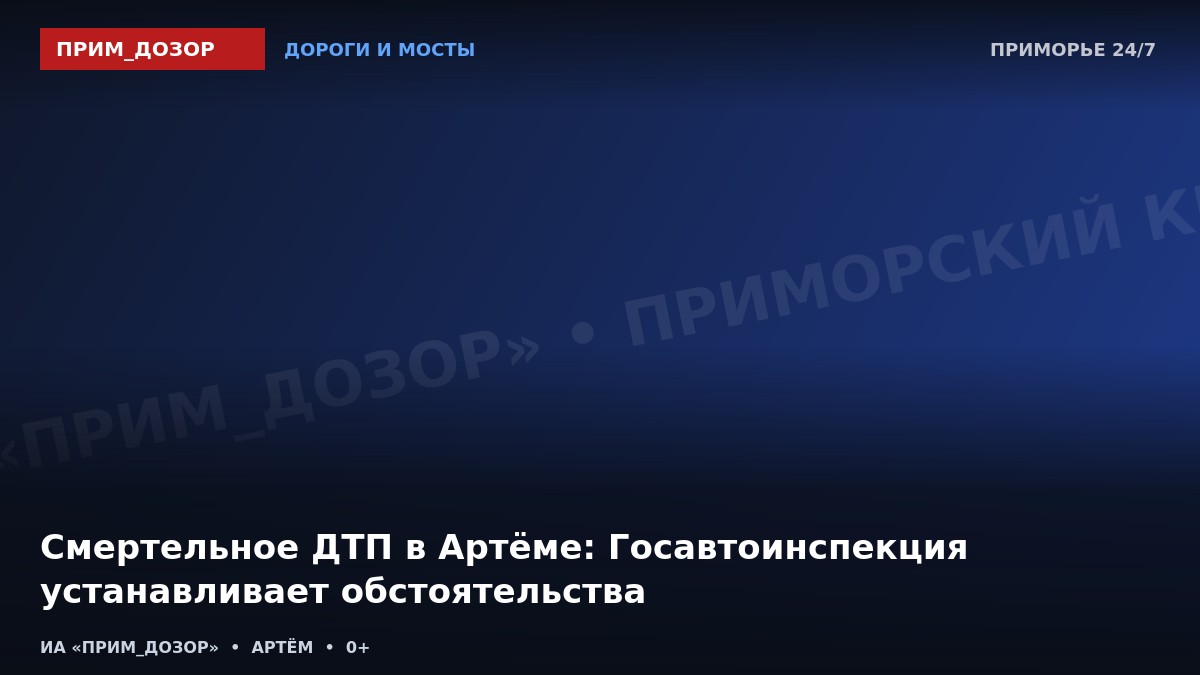 ПРИМ_ДОЗОР
ДОРОГИ И МОСТЫ
ПРИМОРЬЕ 24/7
«ПРИМ_ДОЗОР» • ПРИМОРСКИЙ
Смертельное ДТП в Артёме: Госавтоинспекция
устанавливает обстоятельства
ИА «ПРИМ_ДОЗОР» • АРТЁМ • 0+